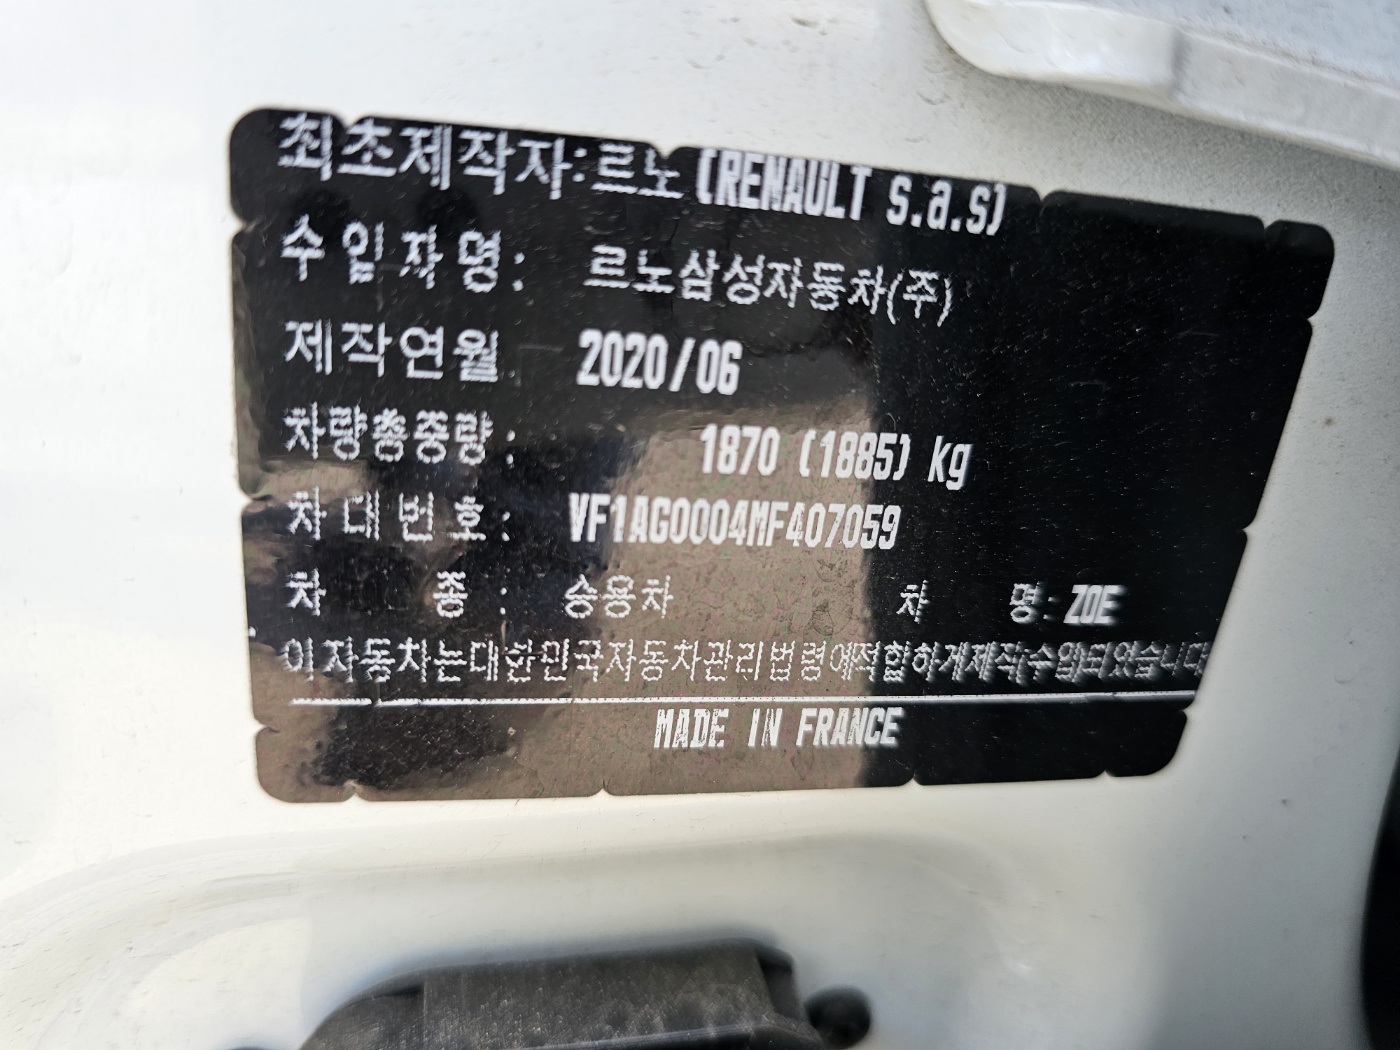 최초제작자:르노(RENAULT s.a.s)
수입자명: 르노삼성자동차(주)
제작연월 2020/06
차량총중량: 1870 (1885) kg
차대번호: VF1AG0004MF407059
차 종: 승용차 차 명:ZOE
이자동차는대한민국자동차관리법령에적합하게제작(수입)되었습니다
MADE IN FRANCE